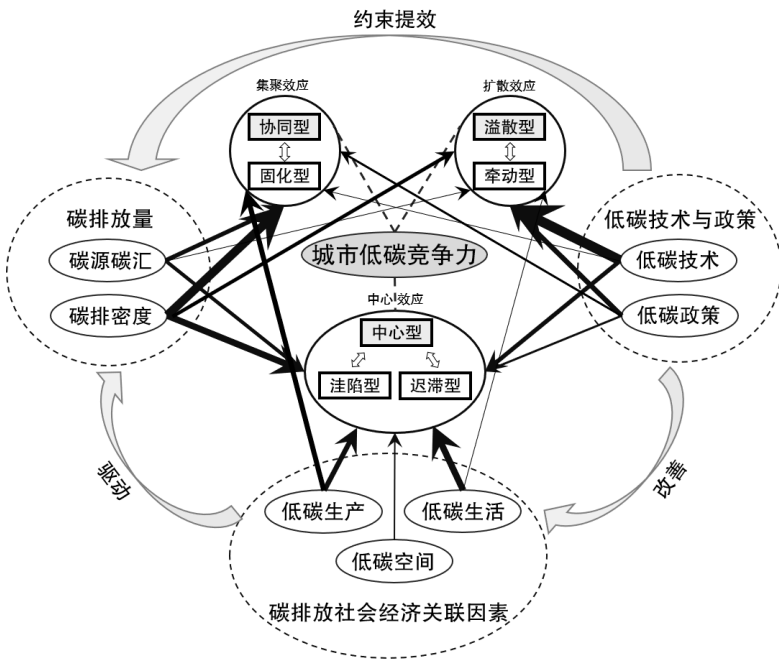 约束提效
集聚效应
扩散效应
协同型
溢散型
固化型
牵动型
碳排放量
低碳技术与政策
碳源碳汇
城市低碳竞争力
低碳技术
碳排密度
中心效应
低碳政策
中心型
洼陷型
迟滞型
驱动
改善
低碳生产
低碳生活
低碳空间
碳排放社会经济关联因素